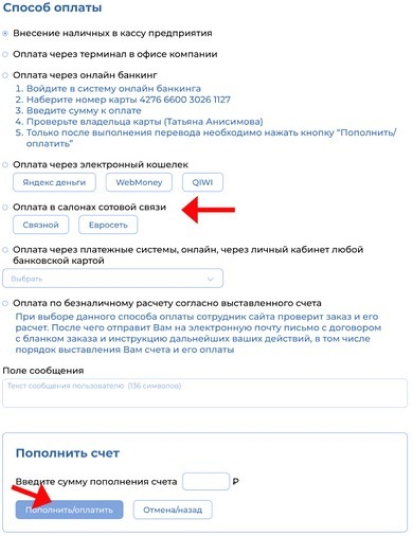 Способ оплаты
Внесение наличных в кассу предприятия
Оплата через терминал в офисе компании
Оплата через онлайн банкинг
1. Войдите в систему онлайн банкинга
2. Наберите номер карты 4276 6600 3026 1127
3. Введите сумму к оплате
4. Проверьте владельца карты (Татьяна Анисимова)
5. Только после выполнения перевода необходимо нажать кнопку "Пополнить/
оплатить"
Оплата через электронный кошелек
Яндекс деньги WebMoney QIWI
Оплата в салонах сотовой связи
Связной Евросеть
Оплата через платежные системы, онлайн, через личный кабинет любой
банковской картой
Выбрать
Оплата по безналичному расчету согласно выставленного счета
При выборе данного способа оплаты сотрудник сайта проверит заказ и его
расчет. После чего отправит Вам на электронную почту письмо с договором
с бланком заказа и инструкцию дальнейших ваших действий, в том числе
порядок выставления Вам счета и его оплаты
Поле сообщения
Текст сообщения пользователю (136 символов)
Пополнить счет
Введите сумму пополнения счета ₽
Пополнить/оплатить Отмена/назад